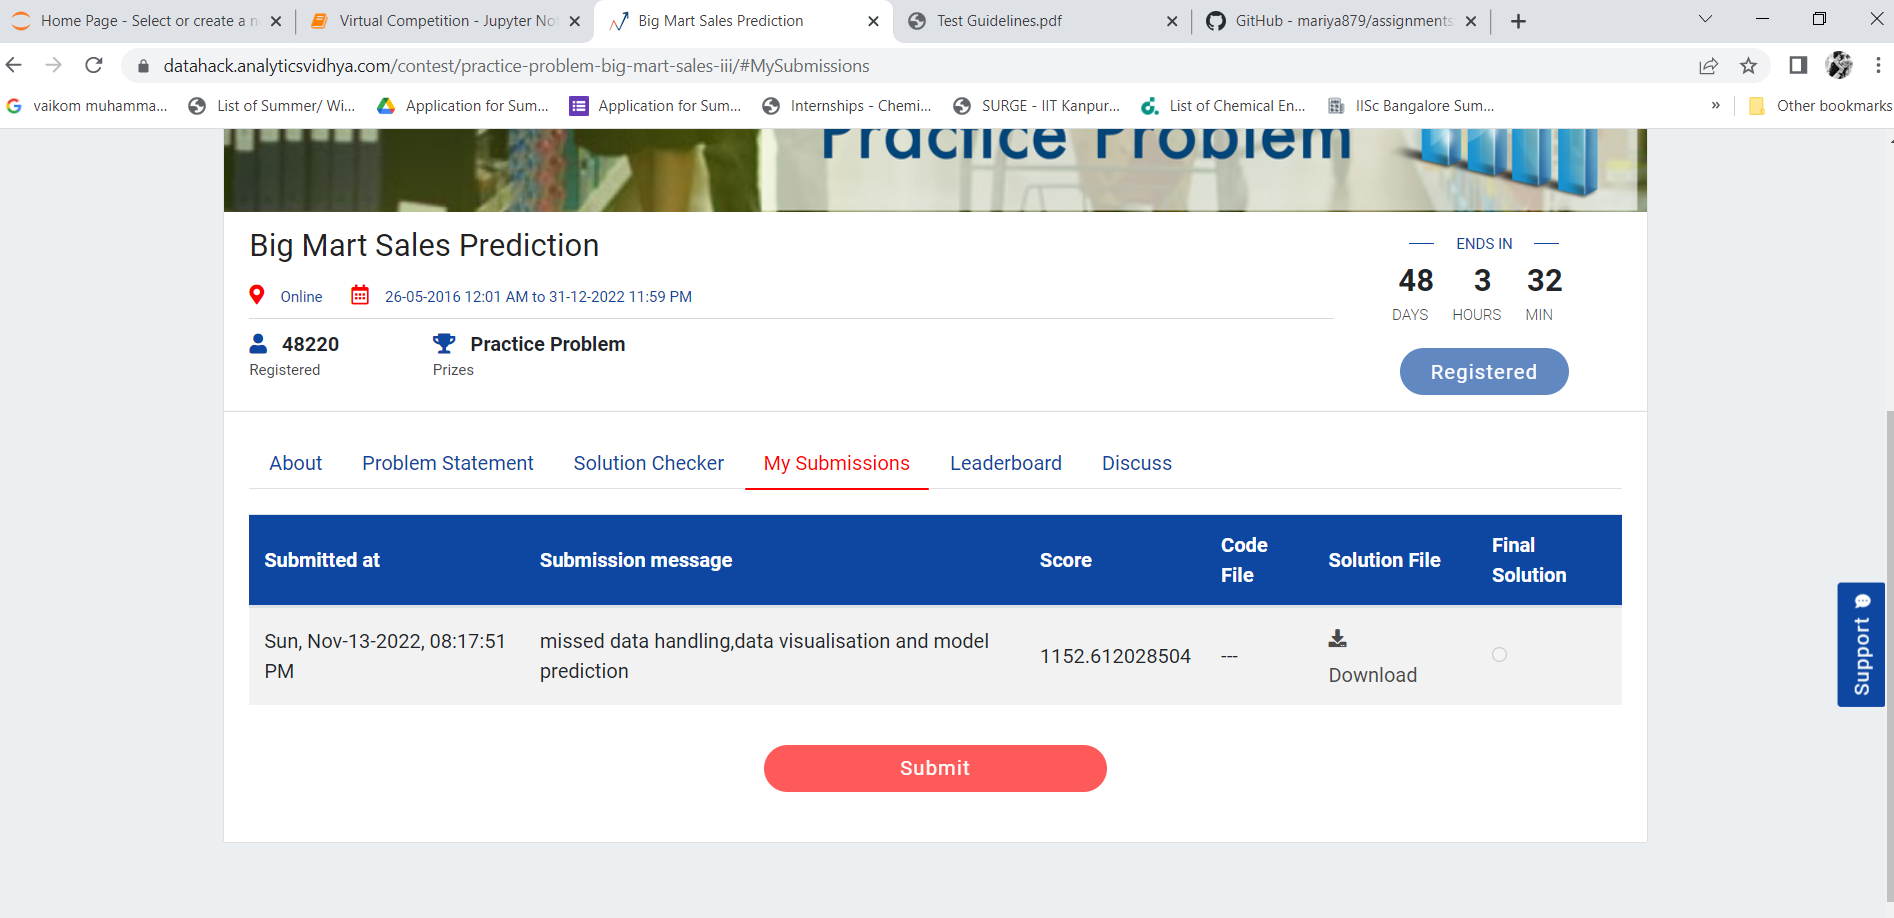 Home Page - Select or create a n
Virtual Competition - Jupyter No
Big Mart Sales Prediction
Test Guidelines.pdf
GitHub - mariya879/assignments
datahack.analyticsvidhya.com/contest/practice-problem-big-mart-sales-iii/#MySubmissions
vaikom muhamma...
List of Summer/ Wi...
Application for Sum...
Application for Sum...
Internships - Chemi...
SURGE - IIT Kanpur...
List of Chemical En...
IISc Bangalore Sum...
»
Other bookmarks
Practice Problem
Big Mart Sales Prediction
Online
26-05-2016 12:01 AM to 31-12-2022 11:59 PM
48220
Registered
Practice Problem
Prizes
ENDS IN
48 3 32
DAYS HOURS MIN
Registered
About Problem Statement Solution Checker My Submissions Leaderboard Discuss
Submitted at
Submission message
Score
Code
File
Solution File
Final
Solution
Sun, Nov-13-2022, 08:17:51
PM
missed data handling,data visualisation and model
prediction
1152.612028504
---
Download
Submit
Support